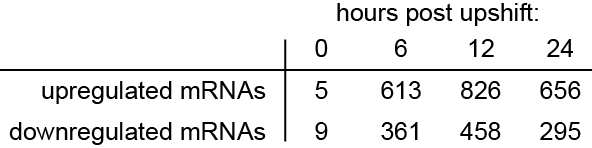 hours post upshift:
0 6 12 24
upregulated mRNAs 5 613 826 656
downregulated mRNAs 9 361 458 295